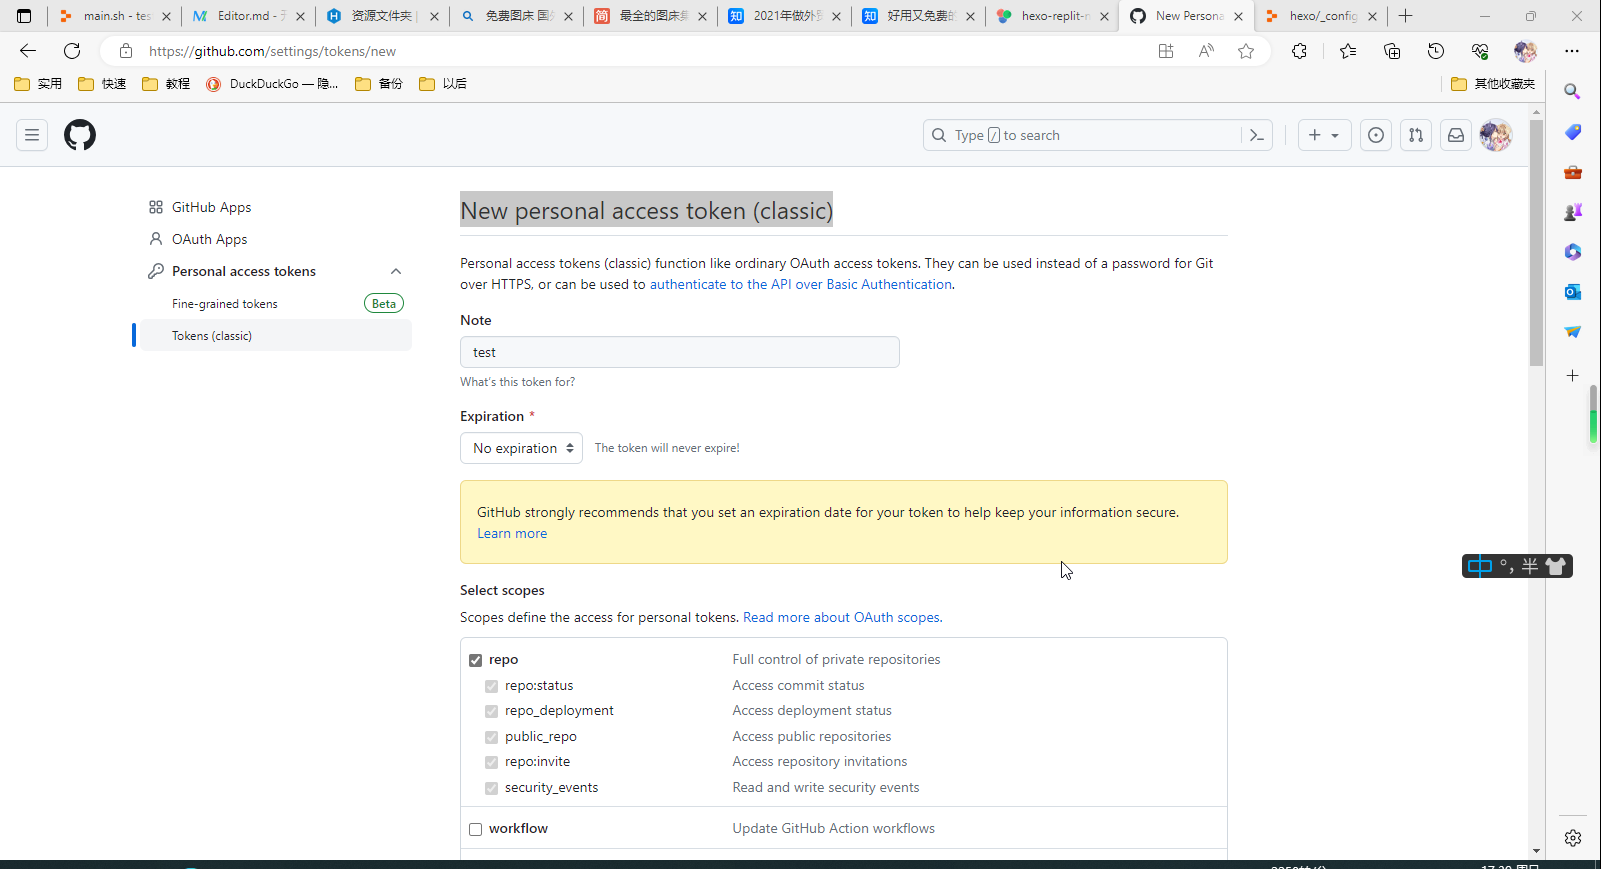 main.sh - tes
Editor.md - 开
资源文件夹 |
免费图床 国外
最全的图床集
2021年做外贸
好用又免费的
hexo-replit-n
New Persona
hexo/_config
https://github.com/settings/tokens/new
实用
快速
教程
DuckDuckGo — 隐...
备份
以后
其他收藏夹
Type / to search
GitHub Apps
OAuth Apps
Personal access tokens
Fine-grained tokens
Beta
Tokens (classic)
New personal access token (classic)
Personal access tokens (classic) function like ordinary OAuth access tokens. They can be used instead of a password for Git
over HTTPS, or can be used to authenticate to the API over Basic Authentication.
Note
test
What's this token for?
Expiration *
No expiration
The token will never expire!
GitHub strongly recommends that you set an expiration date for your token to help keep your information secure.
Learn more
中 °, 半
Select scopes
Scopes define the access for personal tokens. Read more about OAuth scopes.
repo
Full control of private repositories
repo:status
Access commit status
repo_deployment
Access deployment status
public_repo
Access public repositories
repo:invite
Access repository invitations
security_events
Read and write security events
workflow
Update GitHub Action workflows